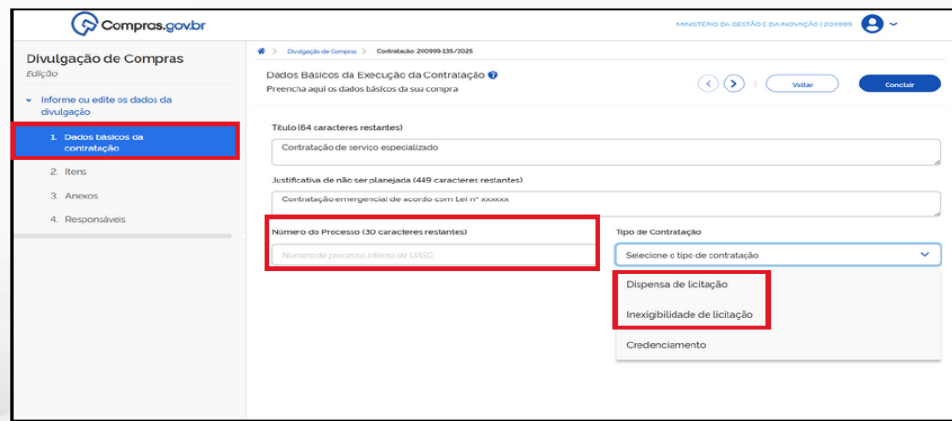 Compras.gov.br
MINISTÉRIO DA GESTÃO E DA INOVAÇÃO | 200999
Divulgação de Compras
Edição
Informe ou edite os dados da
divulgação
1. Dados básicos da
contratação
2. Itens
3. Anexos
4. Responsáveis
Divulgação de Compras > Contratação: 200999-135/2025
Dados Básicos da Execução da Contratação
Preencha aqui os dados básicos da sua compra
Voltar
Concluir
Título (64 caracteres restantes)
Contratação de serviço especializado
Justificativa de não ser planejada (449 caracteres restantes)
Contratação emergencial de acordo com Lei nº xxxxxx
Número do Processo (30 caracteres restantes)
Numero de processo interno da UASG
Tipo de Contratação
Selecione o tipo de contratação
Dispensa de licitação
Inexigibilidade de licitação
Credenciamento